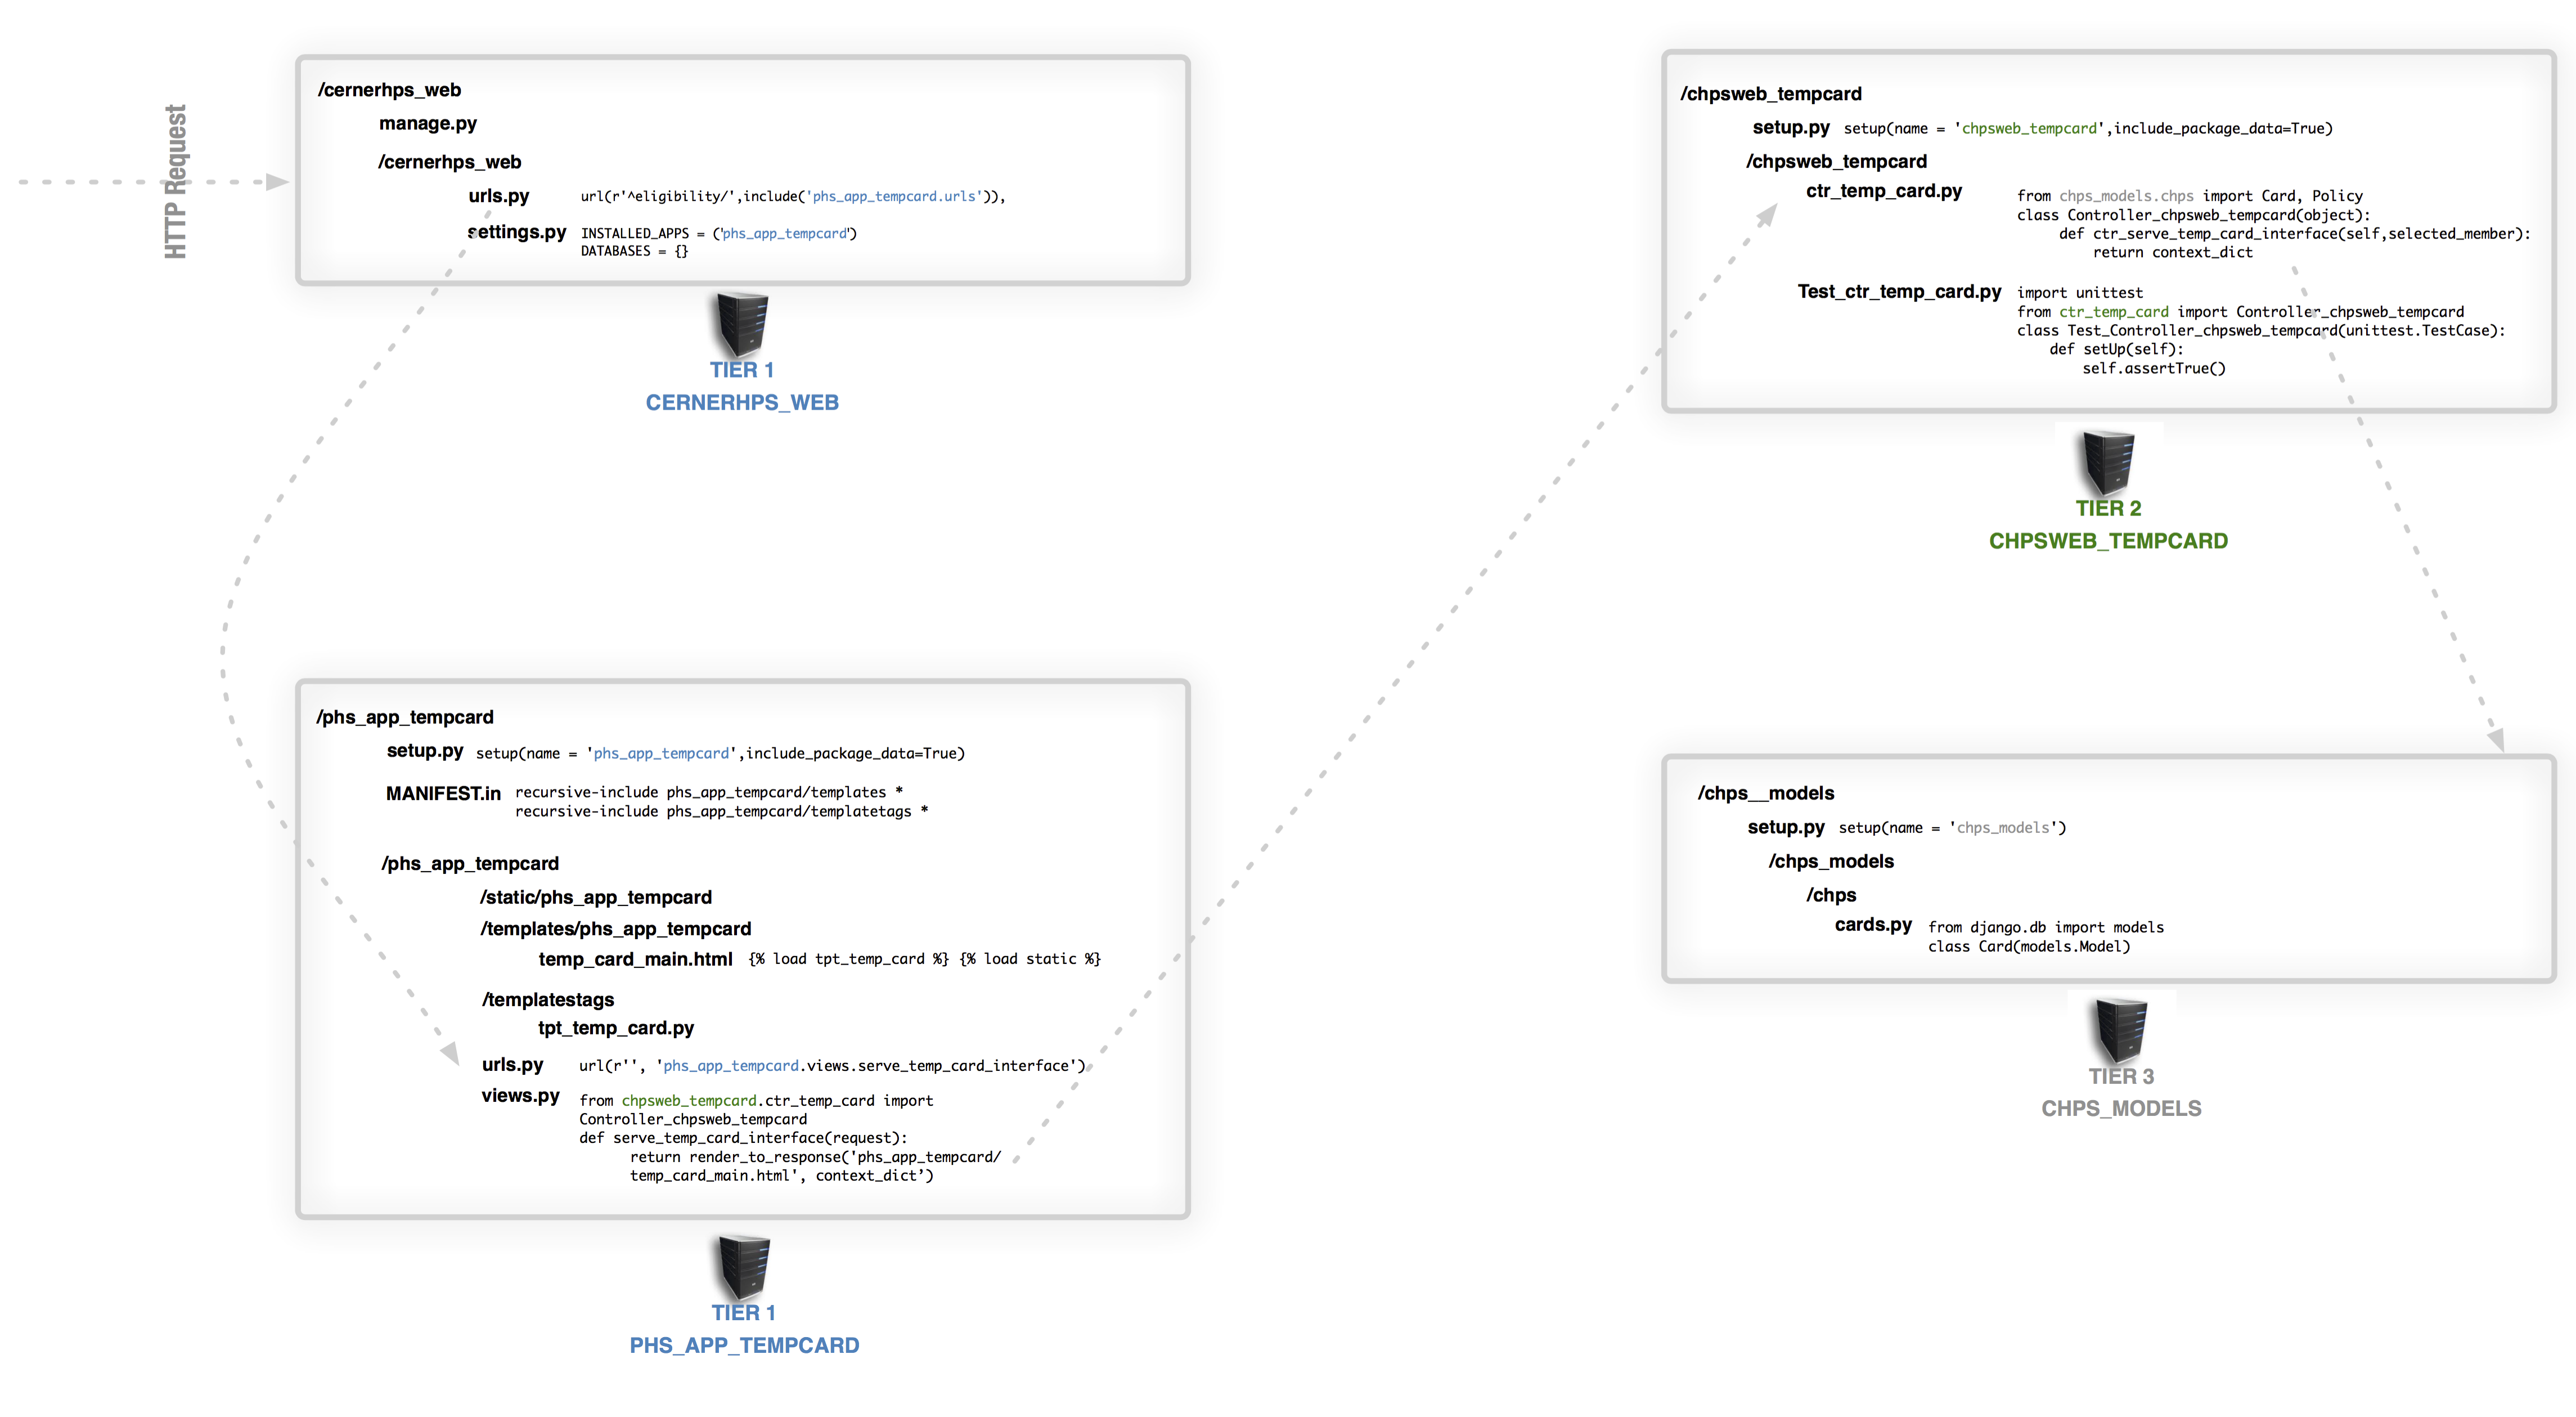 HTTP Request
/cernerhps_web
manage.py
/cernerhps_web
urls.py url(r'^eligibility/',include('phs_app_tempcard.urls')),
settings.py INSTALLED_APPS = ('phs_app_tempcard')
DATABASES = {}
TIER 1
CERNERHPS_WEB
/phs_app_tempcard
setup.py setup(name = 'phs_app_tempcard',include_package_data=True)
MANIFEST.in recursive-include phs_app_tempcard/templates *
recursive-include phs_app_tempcard/templatetags *
/phs_app_tempcard
/static/phs_app_tempcard
/templates/phs_app_tempcard
temp_card_main.html {% load tpt_temp_card %} {% load static %}
/templatestags
tpt_temp_card.py
urls.py url(r'', 'phs_app_tempcard.views.serve_temp_card_interface')
views.py from chpsweb_tempcard.ctr_temp_card import
Controller_chpsweb_tempcard
def serve_temp_card_interface(request):
return render_to_response('phs_app_tempcard/
temp_card_main.html', context_dict’)
TIER 1
PHS_APP_TEMPCARD
/chpsweb_tempcard
setup.py setup(name = 'chpsweb_tempcard',include_package_data=True)
/chpsweb_tempcard
ctr_temp_card.py from chps_models.chps import Card, Policy
class Controller_chpsweb_tempcard(object):
def ctr_serve_temp_card_interface(self,selected_member):
return context_dict
Test_ctr_temp_card.py import unittest
from ctr_temp_card import Controller_chpsweb_tempcard
class Test_Controller_chpsweb_tempcard(unittest.TestCase):
def setUp(self):
self.assertTrue()
TIER 2
CHPSWEB_TEMPCARD
/chps__models
setup.py setup(name = 'chps_models')
/chps_models
/chps
cards.py from django.db import models
class Card(models.Model)
TIER 3
CHPS_MODELS